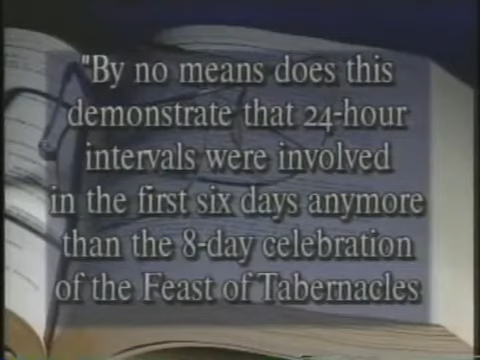 "By no means does this
demonstrate that 24-hour
intervals were involved
in the first six days anymore
than the 8-day celebration
of the Feast of Tabernacles